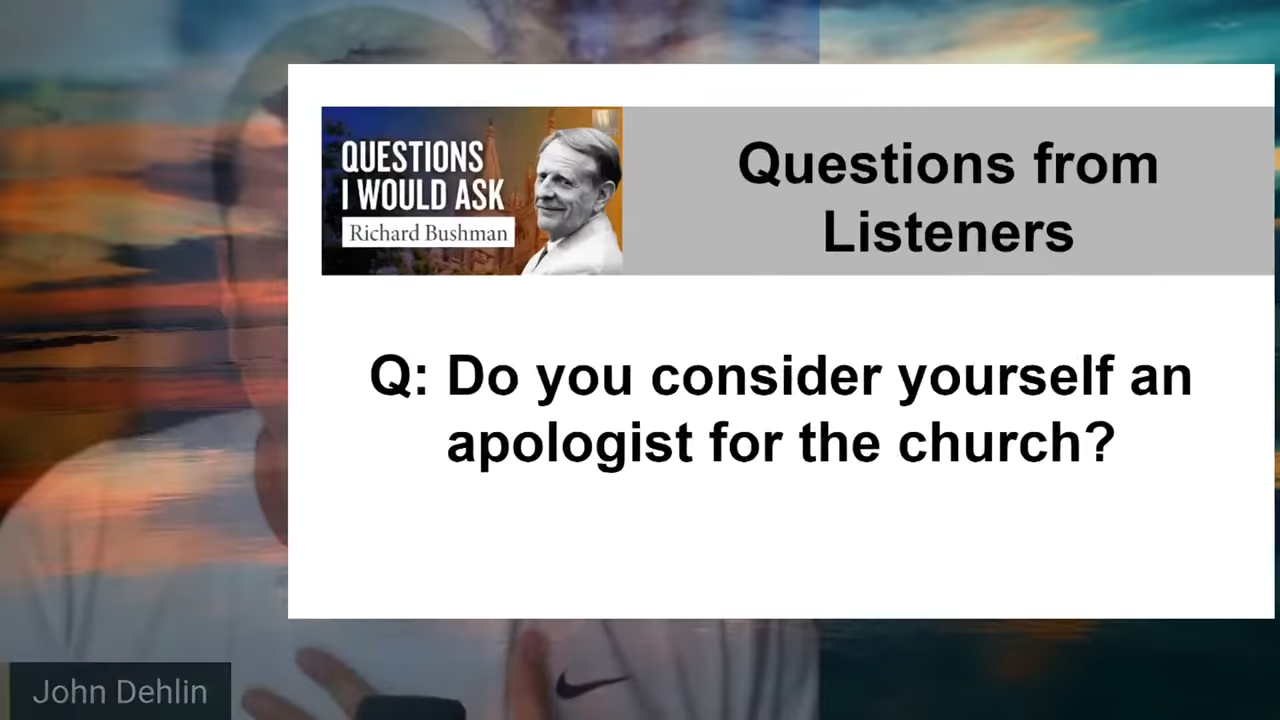 QUESTIONS
I WOULD ASK
Richard Bushman
Questions from
Listeners
Q: Do you consider yourself an
apologist for the church?
John Dehlin